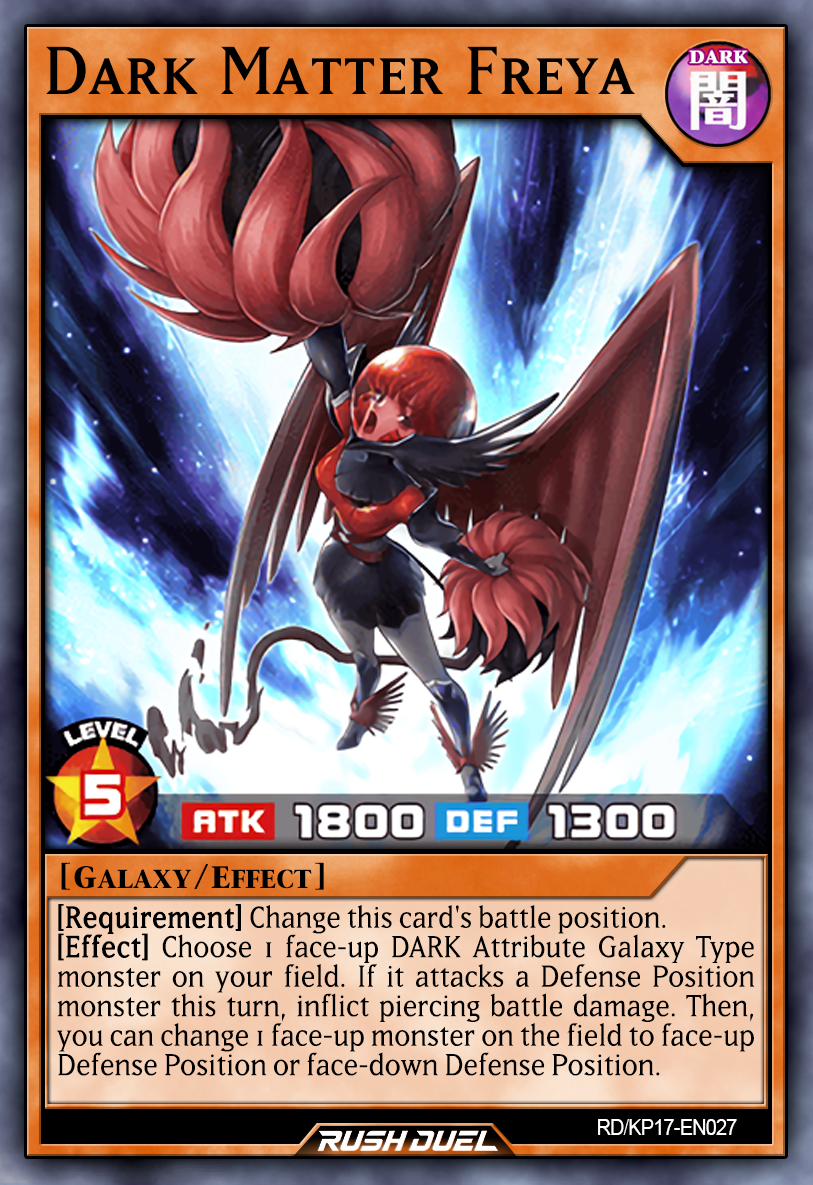 Dark Matter Freya
DARK
闇
LEVEL
5
ATK 1800 DEF 1300
[Galaxy/Effect]
[Requirement] Change this card's battle position.
[Effect] Choose 1 face-up DARK Attribute Galaxy Type
monster on your field. If it attacks a Defense Position
monster this turn, inflict piercing battle damage. Then,
you can change 1 face-up monster on the field to face-up
Defense Position or face-down Defense Position.
RD/KP17-EN027
RUSH DUEL